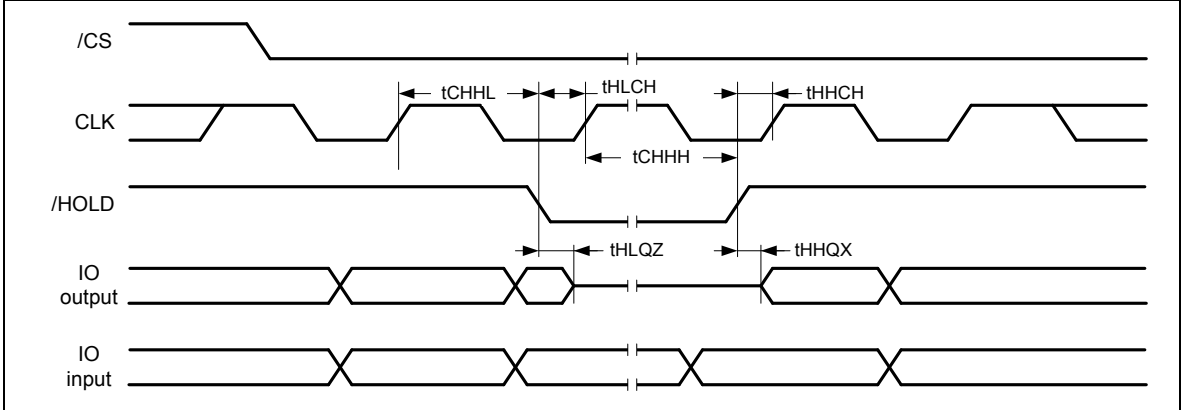 /CS
tCHHL
tHLCH
tHHCH
CLK
tCHHH
/HOLD
tHLQZ
tHHQX
IO
output
IO
input